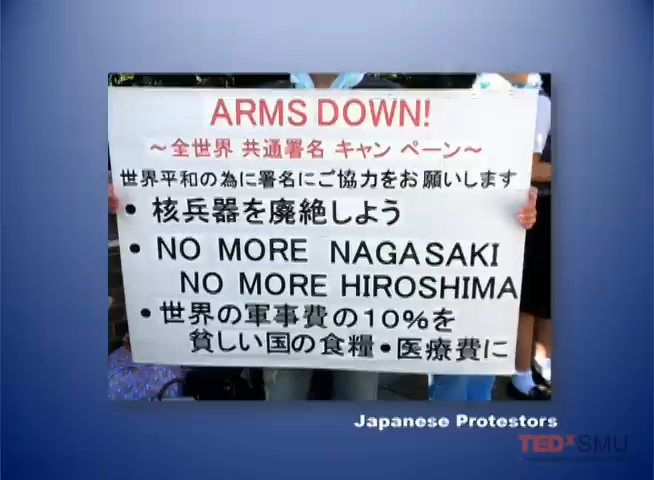 ARMS DOWN!
～全世界 共通署名 キャン ペーン～
世界平和の為に署名にご協力をお願いします
• 核兵器を廃絶しよう
• NO MORE NAGASAKI
NO MORE HIROSHIMA
• 世界の軍事費の10%を
貧しい国の食糧•医療費に
Japanese Protestors
TEDxSMU